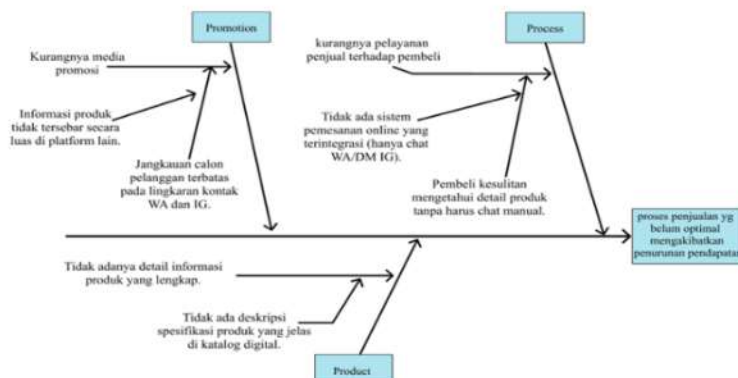 Promotion
Process
Kurangnya media
promosi
kurangnya pelayanan
penjual terhadap pembeli
Informasi produk
tidak tersebar secara
luas di platform lain.
Tidak ada sistem
pemesanan online yang
terintegrasi (hanya chat
WA/DM IG).
Jangkauan calon
pelanggan terbatas
pada lingkaran kontak
WA dan IG.
Pembeli kesulitan
mengetahui detail produk
tanpa harus chat manual.
proses penjualan yg
belum optimal
mengakibatkan
penurunan pendapatan
Tidak adanya detail informasi
produk yang lengkap.
Tidak ada deskripsi
spesifikasi produk yang jelas
di katalog digital.
Product